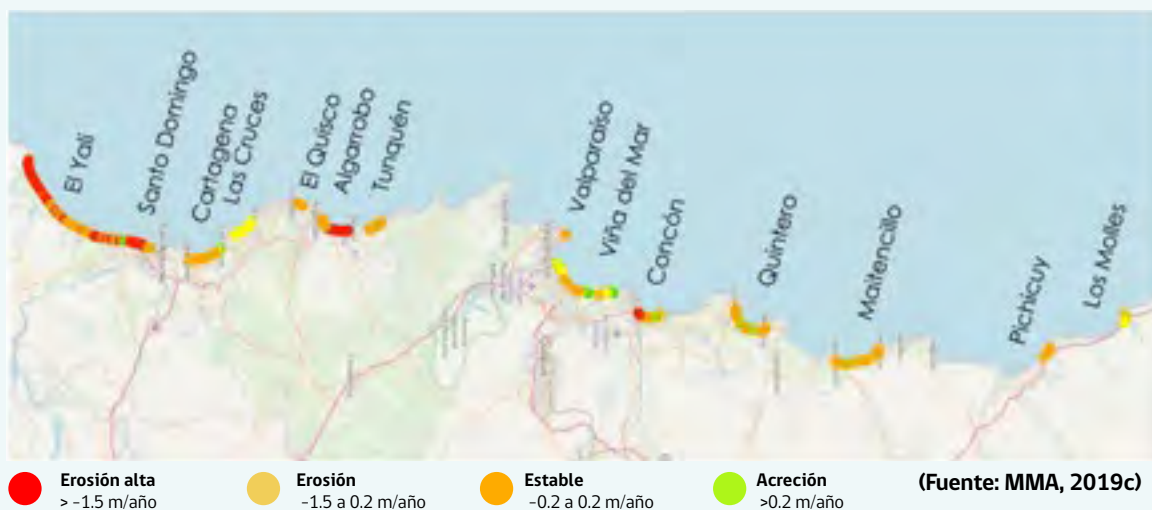 El Yali
Santo Domingo
Cartagena
Las Cruces
El Quisco
Algarrobo
Tunquén
Valparaíso
Viña del Mar
Concón
Quintero
Maitencillo
Pichicuy
Los Molles
Erosión alta
> -1.5 m/año
Erosión
-1.5 a 0.2 m/año
Estable
-0.2 a 0.2 m/año
Acreción
>0.2 m/año
(Fuente: MMA, 2019c)